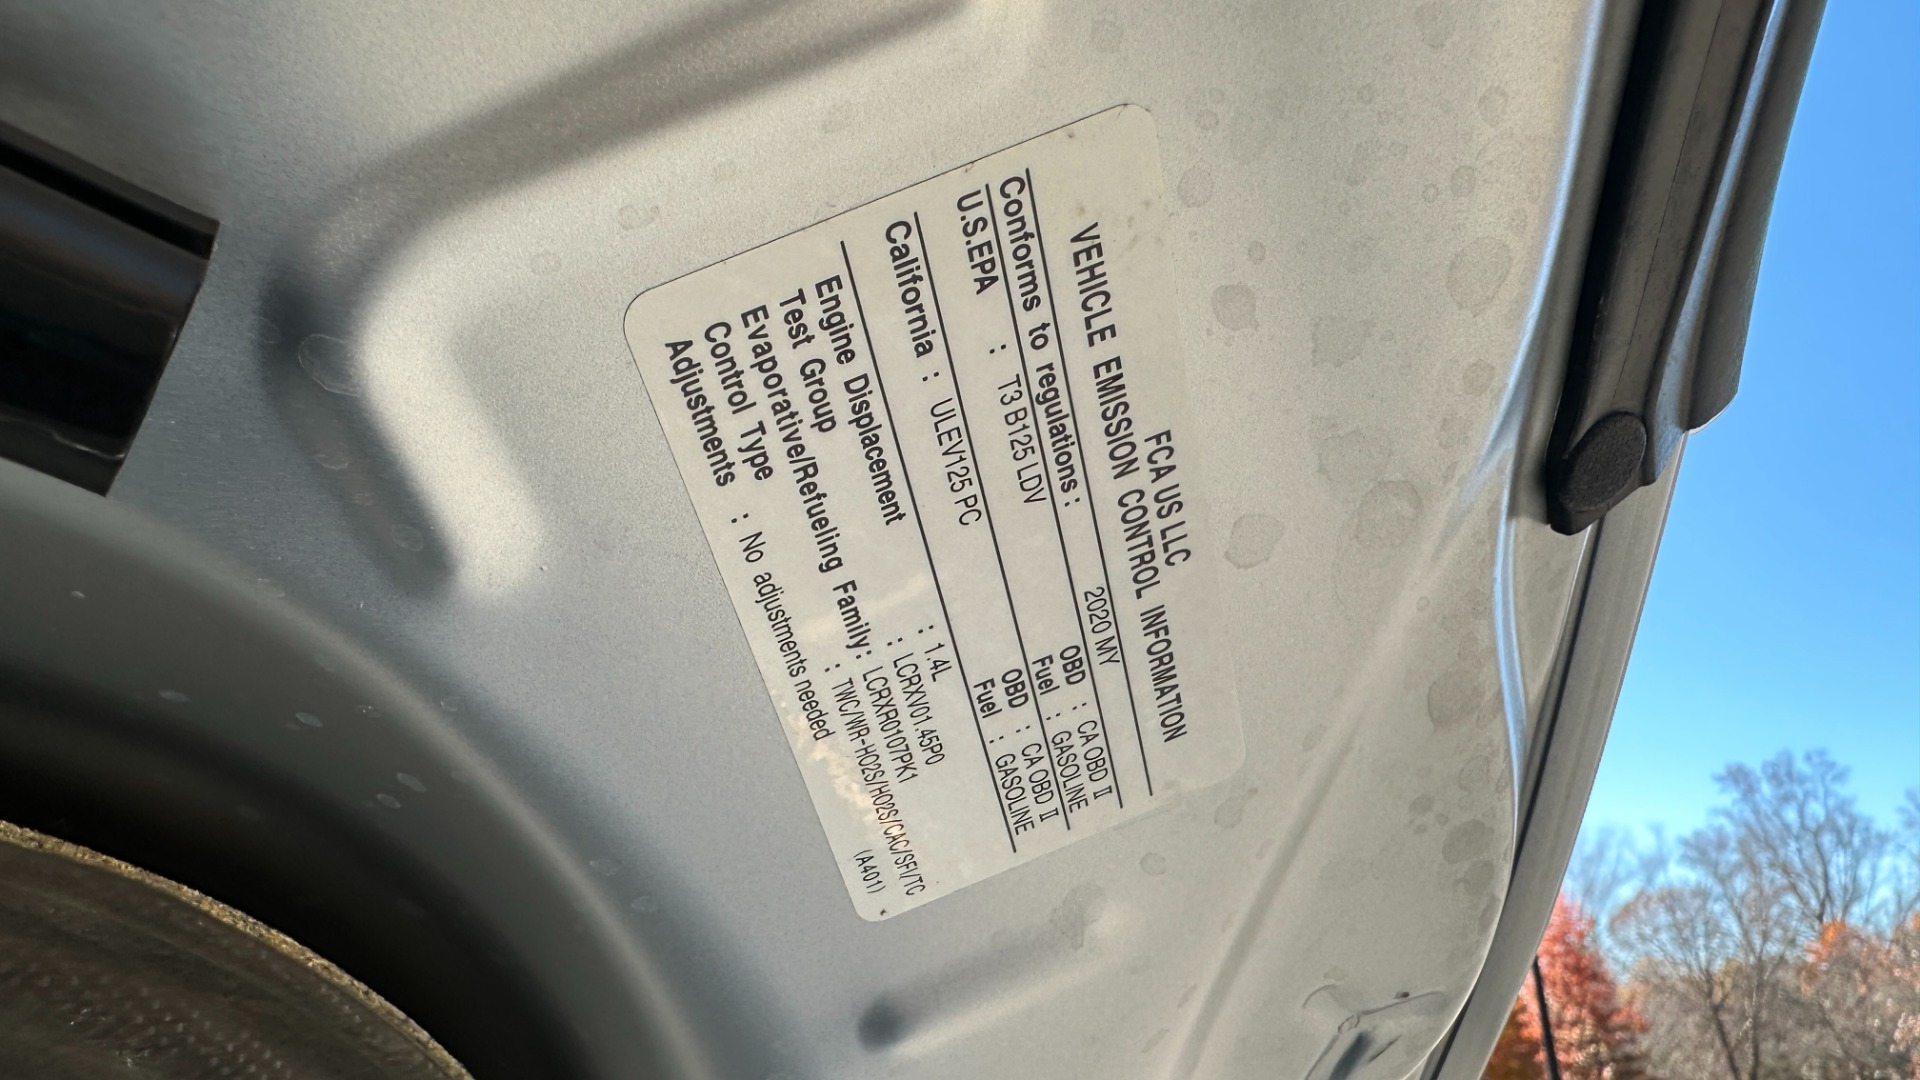 FCA US LLC
VEHICLE EMISSION CONTROL INFORMATION
Conforms to regulations : 2020 MY
U.S.EPA : T3 B125 LDV OBD : CA OBD II
Fuel : GASOLINE
California : ULEV125 PC OBD : CA OBD II
Fuel : GASOLINE
Engine Displacement : 1.4L
Test Group : LCRXV01.45P0
Evaporative/Refueling Family : LCRXR0107PK1
Control Type : TWC/WR-HO2S/HO2S/CAC/SFI/TC
Adjustments : No adjustments needed (A401)